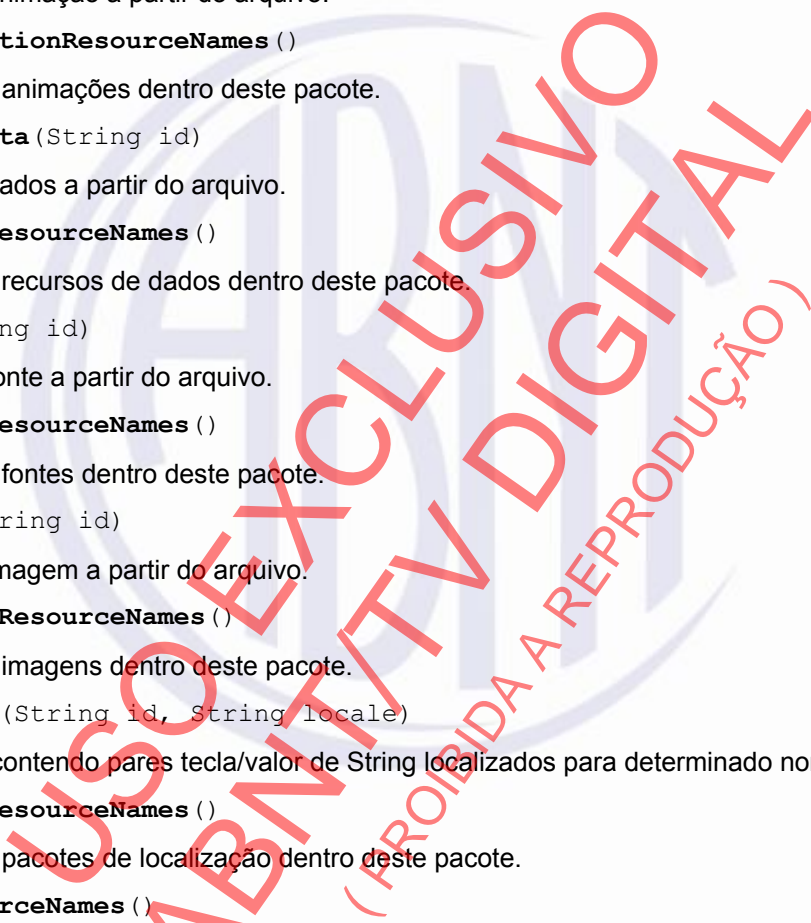 nimação a partir do arquivo.
tionResourceNames()
animações dentro deste pacote.
ta(String id)
ados a partir do arquivo.
esourceNames()
recursos de dados dentro deste pacote.
ng id)
onte a partir do arquivo.
esourceNames()
fontes dentro deste pacote.
ring id)
magem a partir do arquivo.
ResourceNames()
imagens dentro deste pacote.
(String id, String locale)
contendo pares tecla/valor de String localizados para determinado no
esourceNames()
pacotes de localização dentro deste pacote.
rceNames()
USO EXCLUSIVO
ABNT/TV DIGITAL
( PROIBIDA A REPRODUÇÃO )
ABNT